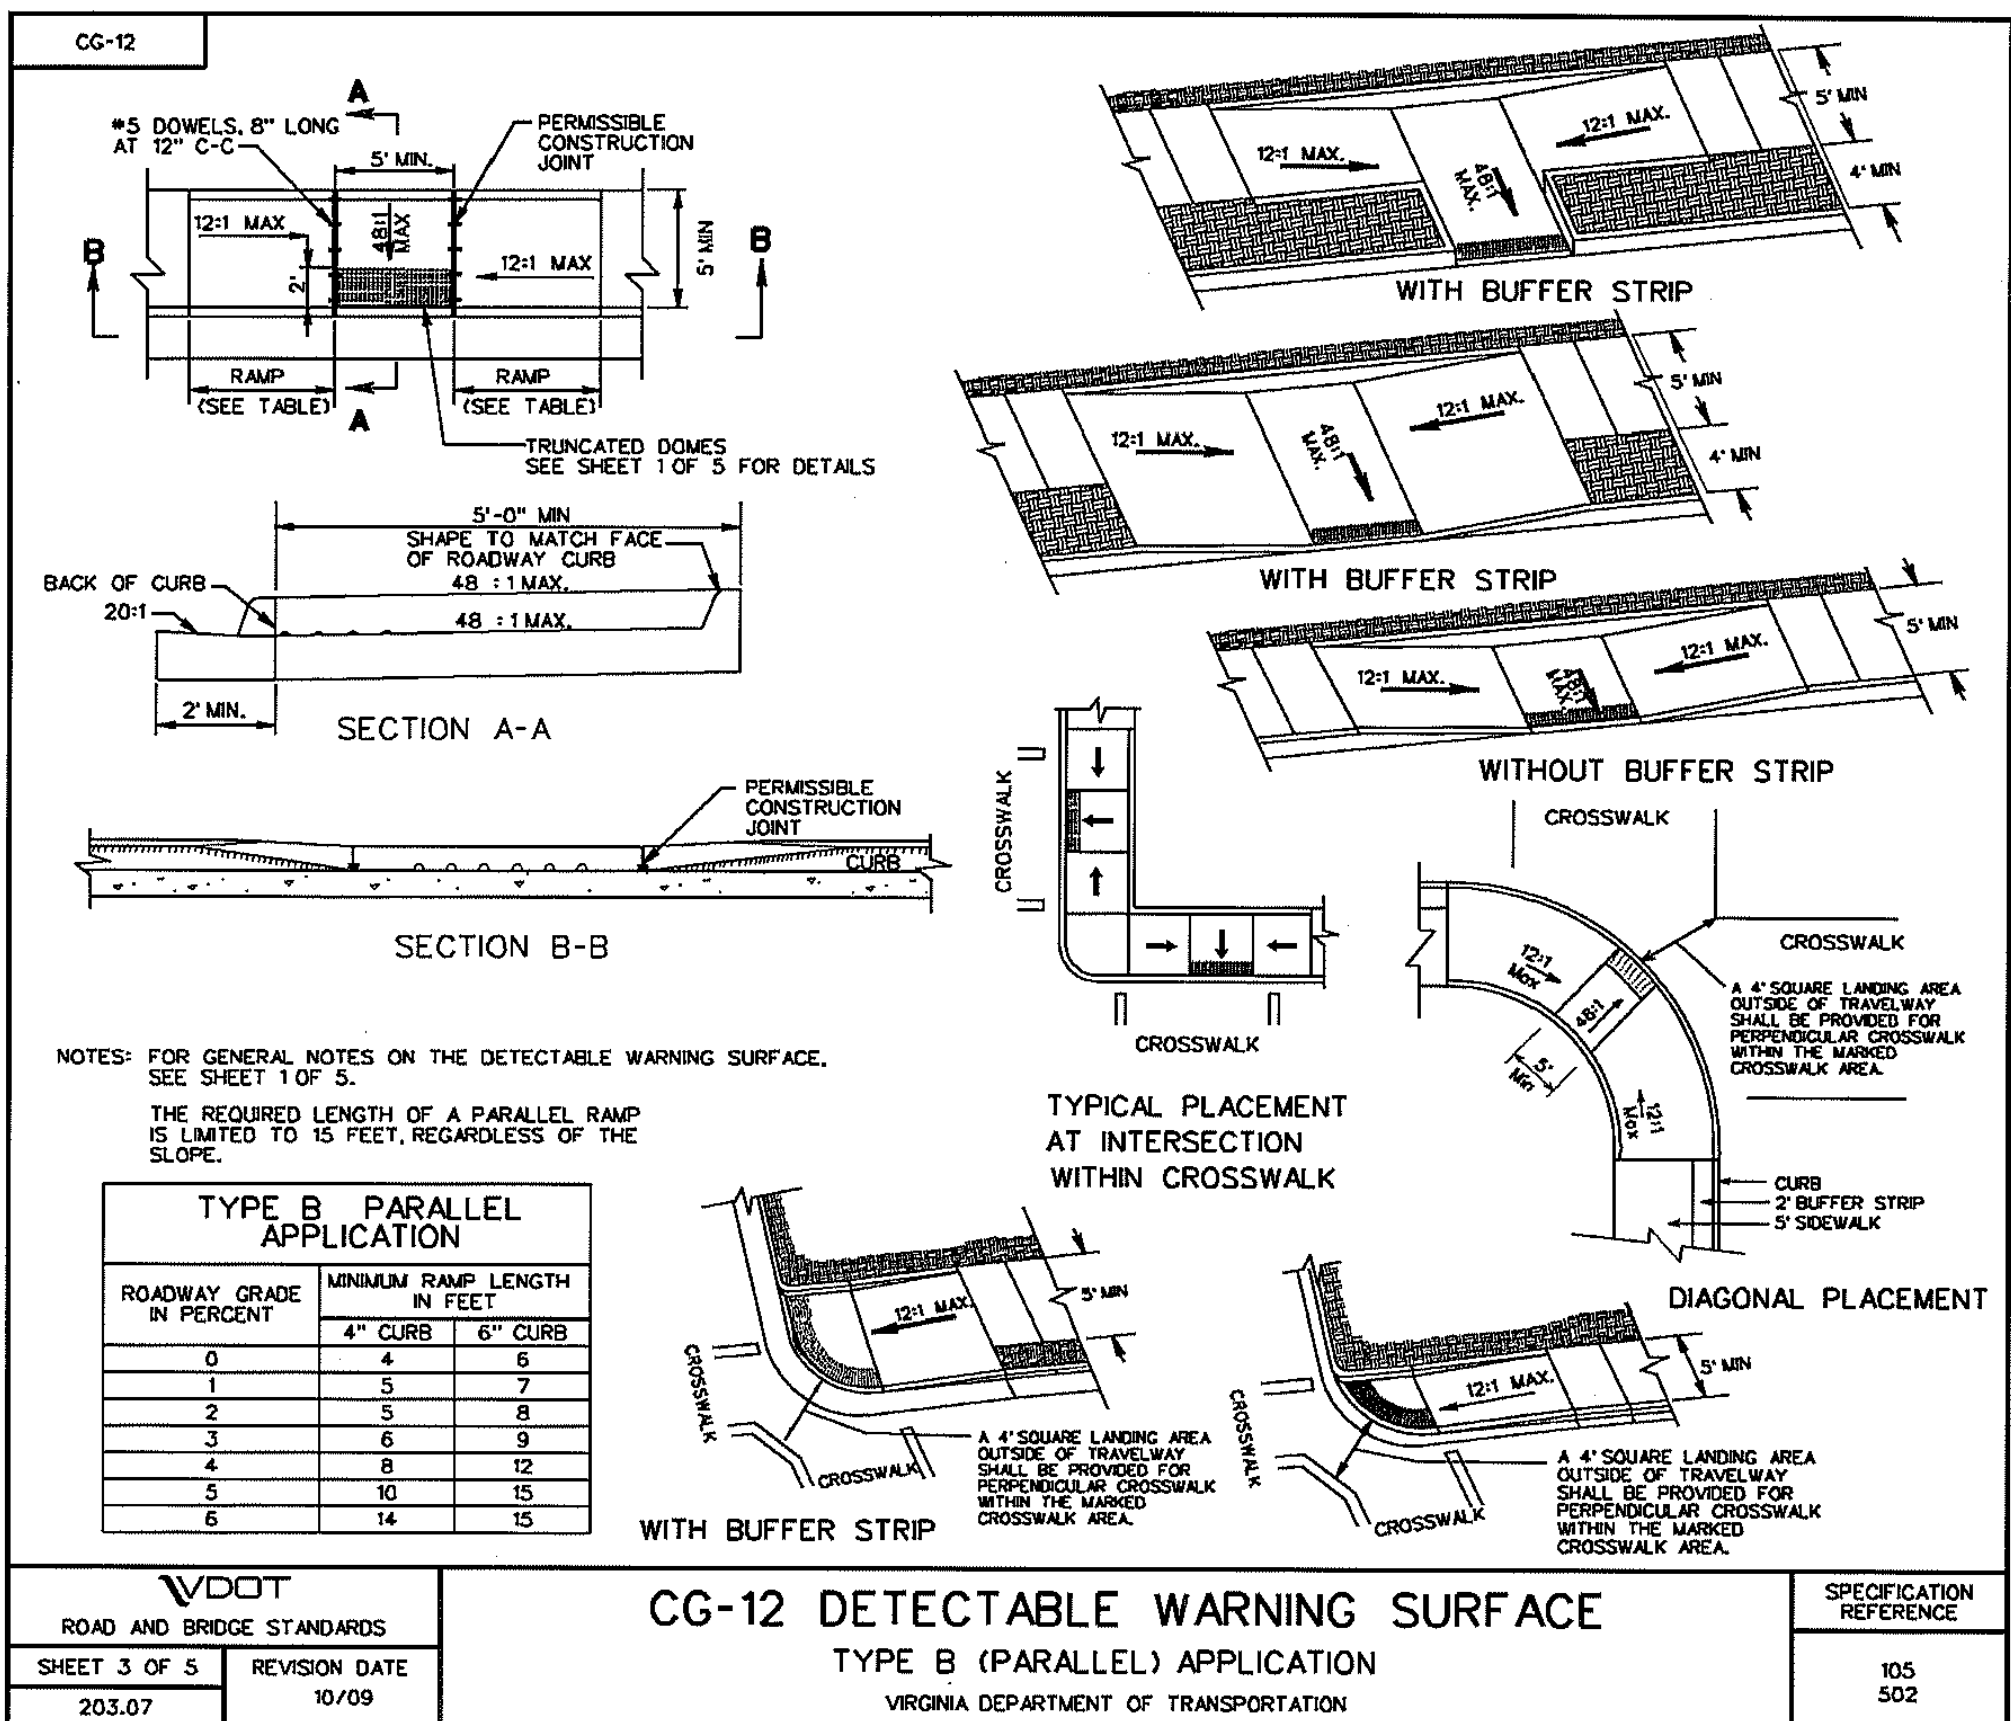 CG-12
A
#5 DOWELS, 8" LONG
AT 12" C-C
PERMISSIBLE
CONSTRUCTION
JOINT
5' MIN.
12:1 MAX
48:1
MAX
2'
12:1 MAX
5' MIN
B
B
RAMP
(SEE TABLE)
RAMP
(SEE TABLE)
A
TRUNCATED DOMES
SEE SHEET 1 OF 5 FOR DETAILS
5'-0" MIN
SHAPE TO MATCH FACE
OF ROADWAY CURB
BACK OF CURB
48 : 1 MAX.
20:1
48 : 1 MAX.
2' MIN.
SECTION A-A
PERMISSIBLE
CONSTRUCTION
JOINT
CURB
SECTION B-B
NOTES: FOR GENERAL NOTES ON THE DETECTABLE WARNING SURFACE,
SEE SHEET 1 OF 5.
THE REQUIRED LENGTH OF A PARALLEL RAMP
IS LIMITED TO 15 FEET, REGARDLESS OF THE
SLOPE.
TYPE B PARALLEL
APPLICATION
ROADWAY GRADE
IN PERCENT
MINIMUM RAMP LENGTH
IN FEET
4" CURB 6" CURB
0 4 6
1 5 7
2 5 8
3 6 9
4 8 12
5 10 15
6 14 15
12:1 MAX.
48:1
MAX.
12:1 MAX.
5' MIN
4' MIN
WITH BUFFER STRIP
12:1 MAX.
48:1
MAX.
12:1 MAX.
5' MIN
4' MIN
WITH BUFFER STRIP
12:1 MAX.
48:1
MAX.
12:1 MAX.
5' MIN
WITHOUT BUFFER STRIP
CROSSWALK
CROSSWALK
TYPICAL PLACEMENT
AT INTERSECTION
WITHIN CROSSWALK
CROSSWALK
CROSSWALK
12:1
Max
48:1
5'
Min
12:1
Max
A 4' SQUARE LANDING AREA
OUTSIDE OF TRAVELWAY
SHALL BE PROVIDED FOR
PERPENDICULAR CROSSWALK
WITHIN THE MARKED
CROSSWALK AREA.
CURB
2' BUFFER STRIP
5' SIDEWALK
DIAGONAL PLACEMENT
12:1 MAX.
5' MIN
CROSSWALK
CROSSWALK
A 4' SQUARE LANDING AREA
OUTSIDE OF TRAVELWAY
SHALL BE PROVIDED FOR
PERPENDICULAR CROSSWALK
WITHIN THE MARKED
CROSSWALK AREA.
WITH BUFFER STRIP
12:1 MAX.
5' MIN
CROSSWALK
CROSSWALK
A 4' SQUARE LANDING AREA
OUTSIDE OF TRAVELWAY
SHALL BE PROVIDED FOR
PERPENDICULAR CROSSWALK
WITHIN THE MARKED
CROSSWALK AREA.
VDOT
ROAD AND BRIDGE STANDARDS
SHEET 3 OF 5
203.07
REVISION DATE
10/09
CG-12 DETECTABLE WARNING SURFACE
TYPE B (PARALLEL) APPLICATION
VIRGINIA DEPARTMENT OF TRANSPORTATION
SPECIFICATION
REFERENCE
105
502